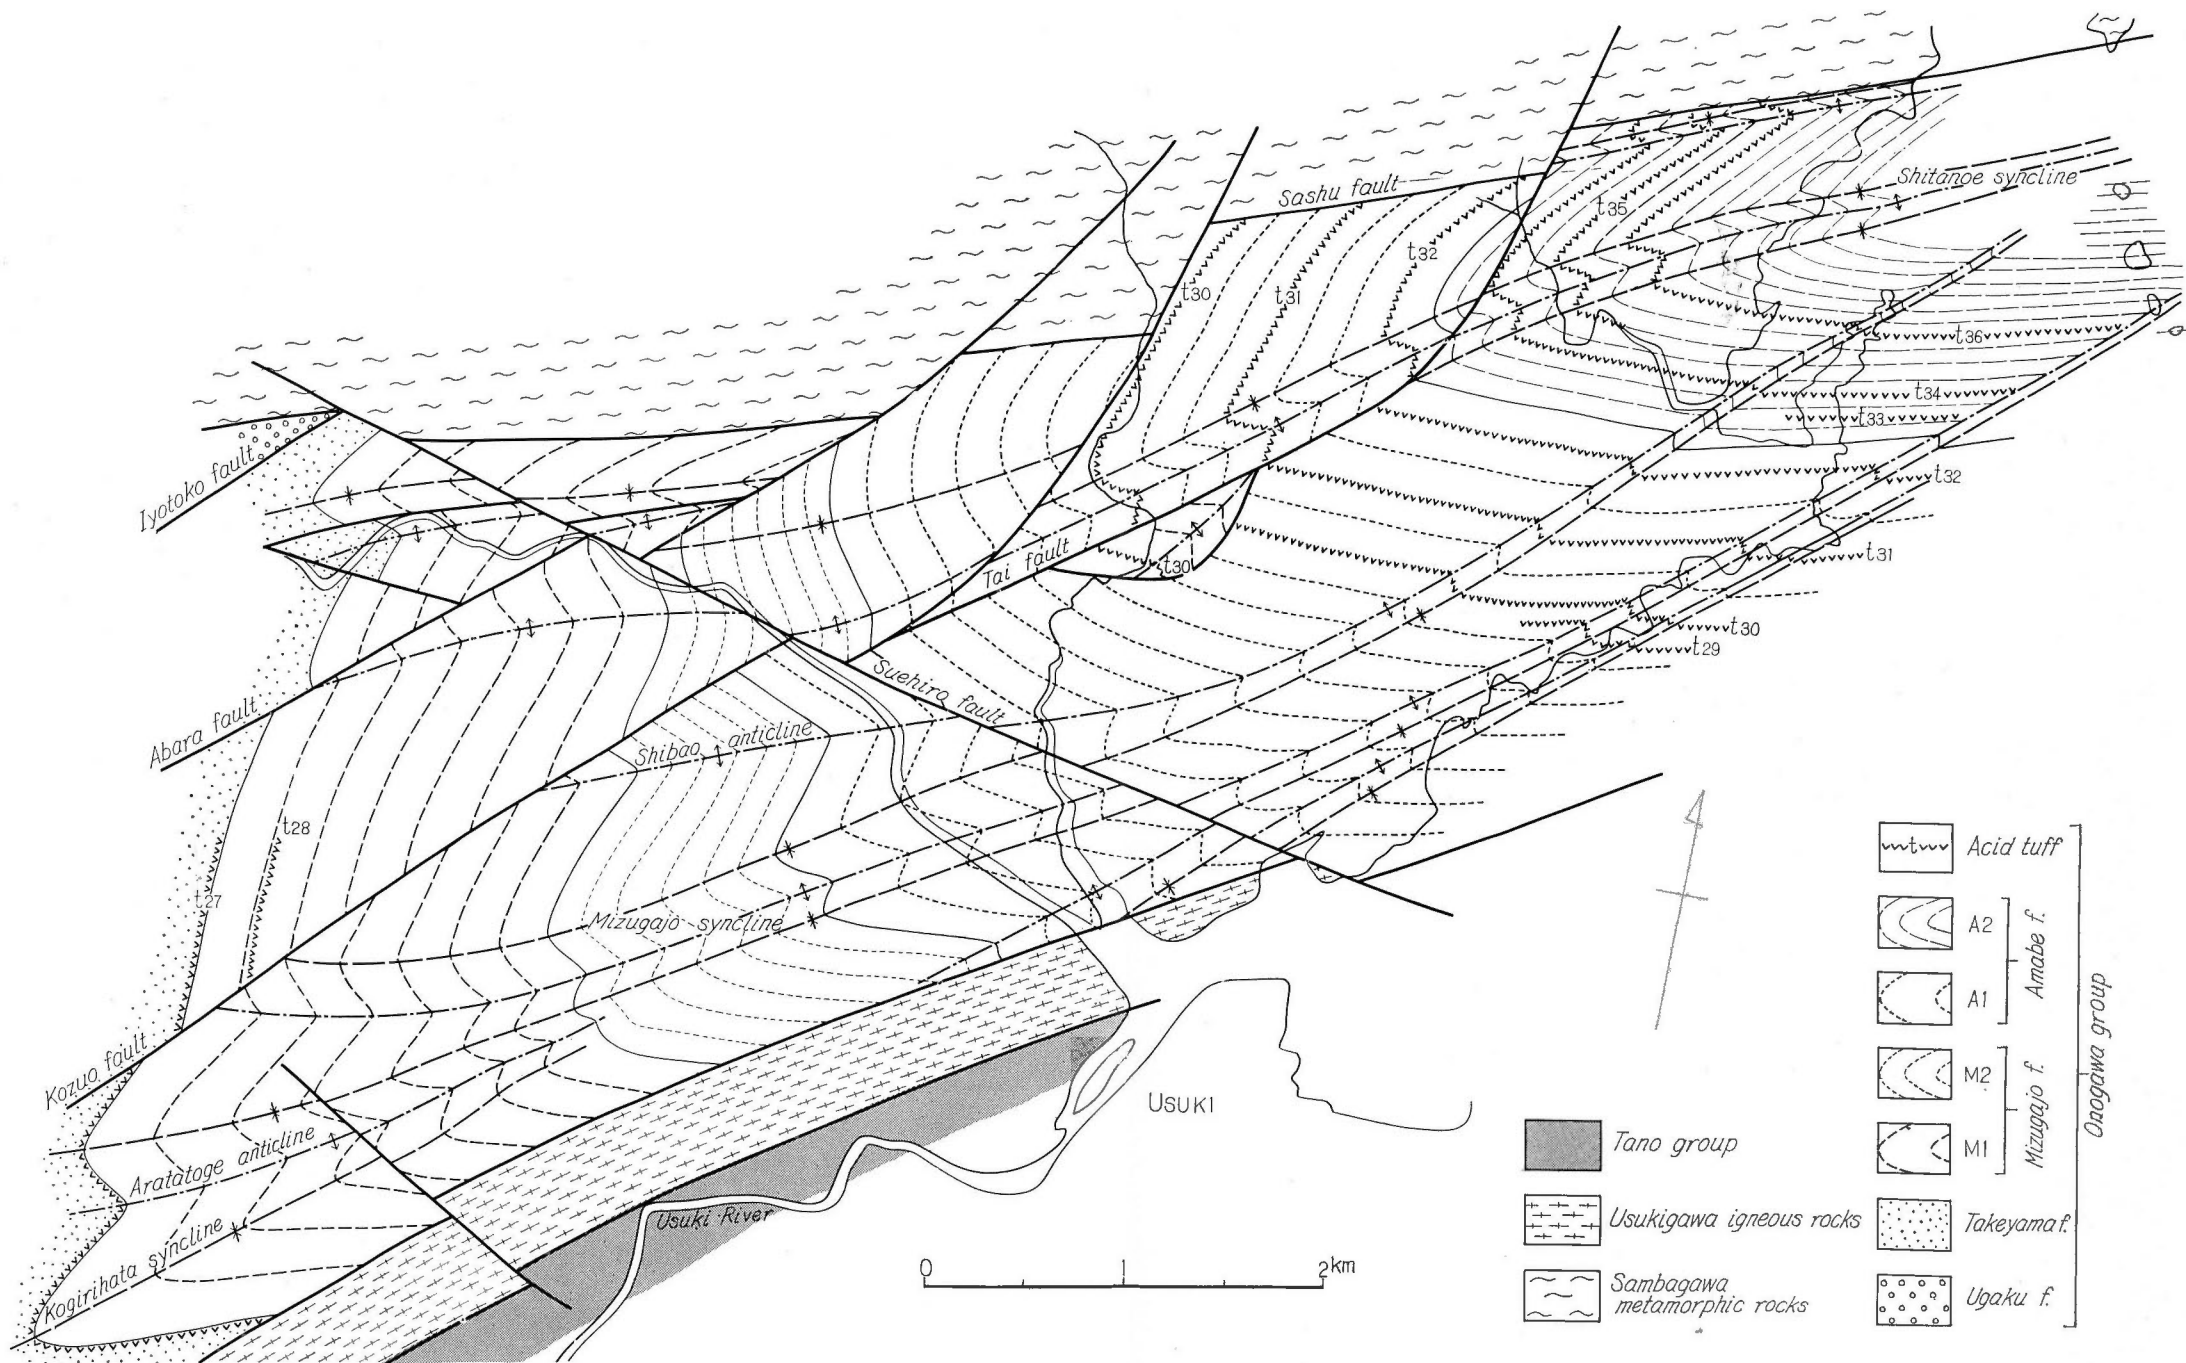 Shitanoe syncline
Sashu fault
t35
t32
t30
t31
t36
t34
t33
Iyotoko fault
t32
t31
Tai fault
t30
t30
t29
Suehiro fault
Abara fault
Shibao anticline
t28
t27
Mizugajo syncline
Kozuo fault
Aratatoge anticline
Kogirihata syncline
USUKI
Usuki River
0 1 2km
Acid tuff
t
A2
A1
Amabe f.
M2
M1
Mizugajo f.
Takeyama f.
Ugaku f.
Onogawa group
Tano group
Usukigawa igneous rocks
Sambagawa
metamorphic rocks